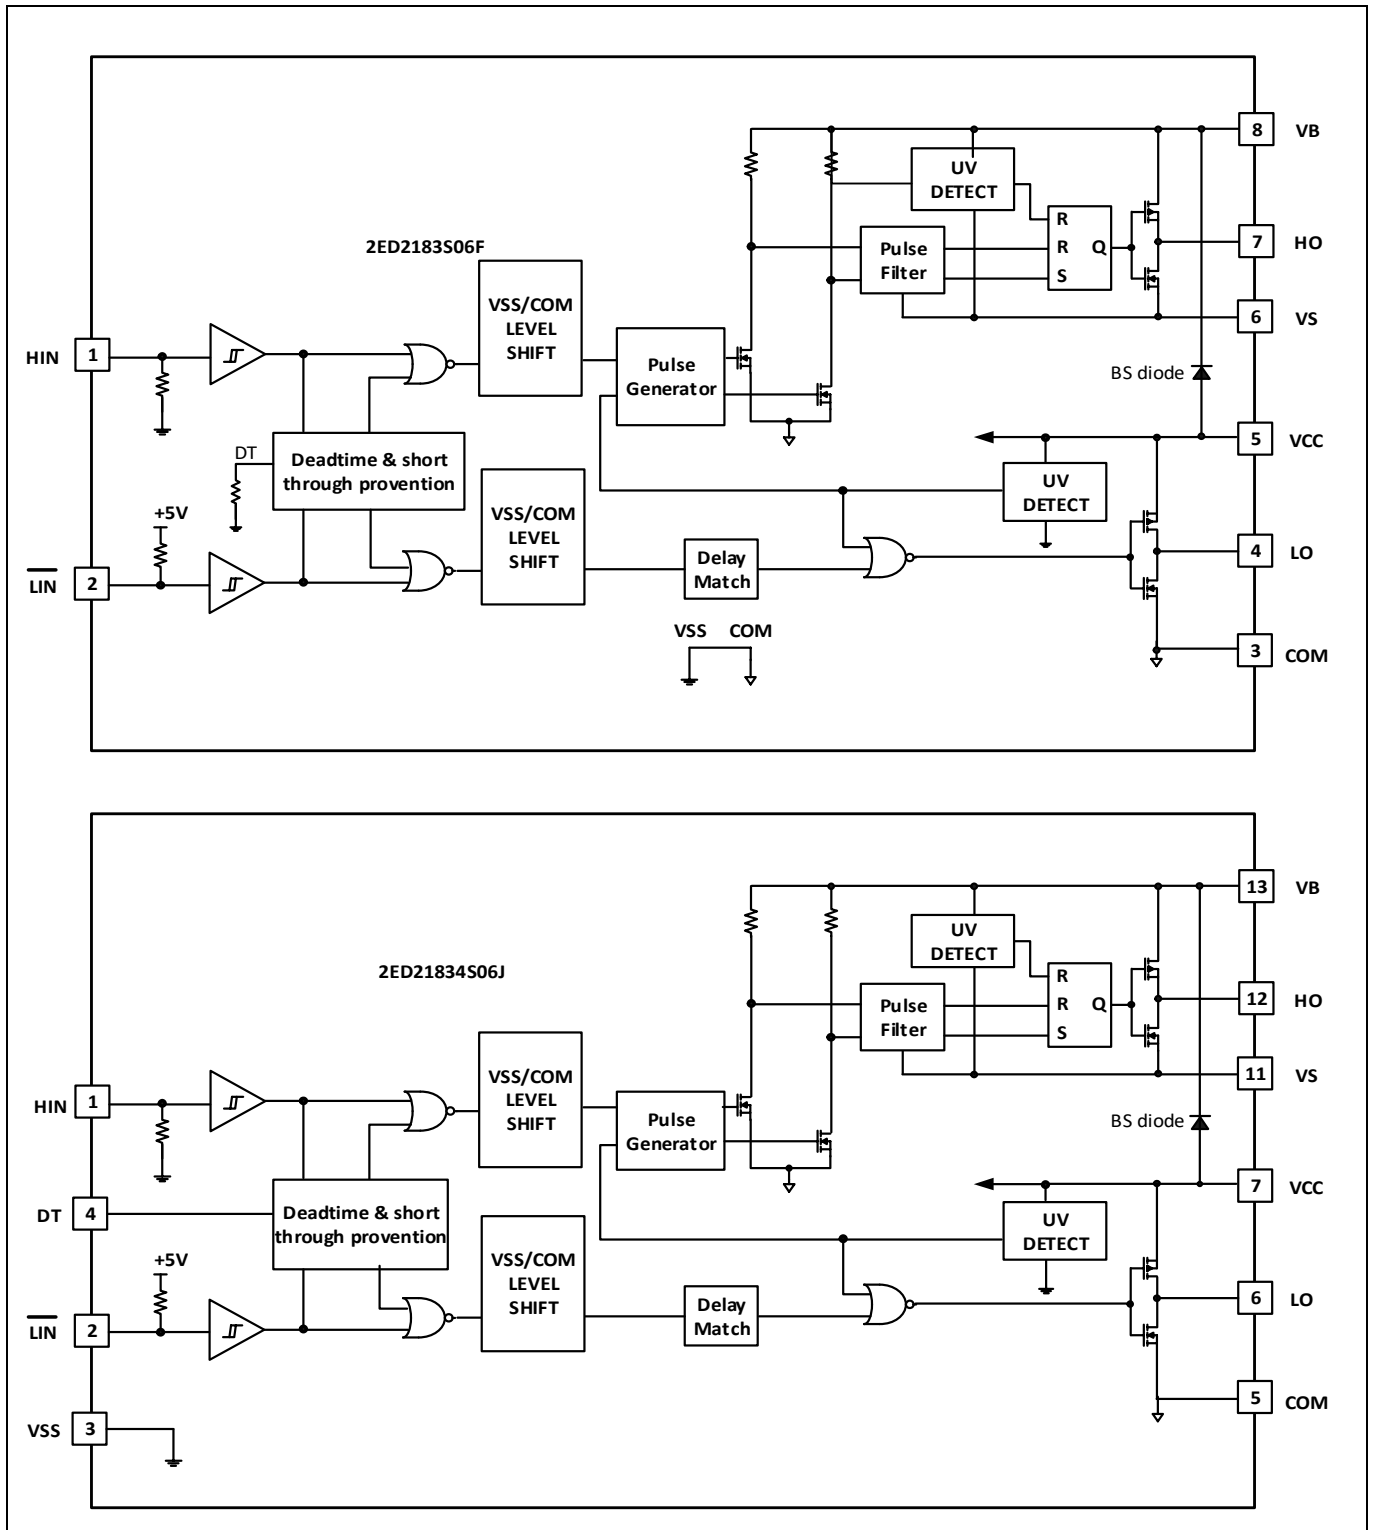 8
VB
UV
DETECT
R
R
Q
S
2ED2183S06F
7
HO
Pulse
Filter
6
VS
VSS/COM
LEVEL
SHIFT
HIN
1
Pulse
Generator
BS diode
5
VCC
DT
Deadtime & short
through provention
UV
DETECT
+5V
VSS/COM
LEVEL
SHIFT
4
LO
Delay
Match
LIN
2
VSS COM
3
COM
13
VB
UV
DETECT
R
R
Q
S
2ED21834S06J
12
HO
Pulse
Filter
11
VS
VSS/COM
LEVEL
SHIFT
HIN
1
Pulse
Generator
BS diode
7
VCC
DT
4
Deadtime & short
through provention
UV
DETECT
+5V
VSS/COM
LEVEL
SHIFT
6
LO
Delay
Match
LIN
2
5
COM
VSS
3